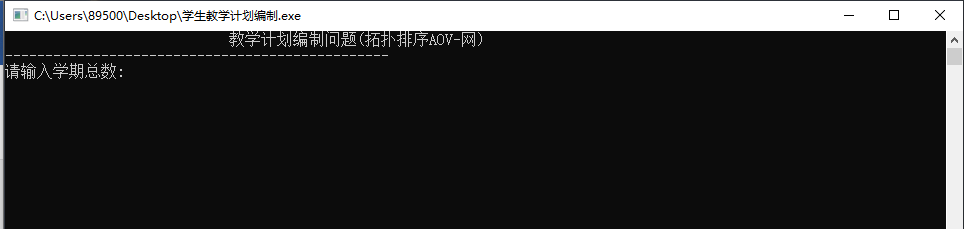 C:\Users\89500\Desktop\学生教学计划编制.exe
教学计划编制问题(拓扑排序AOV-网)
------------------------------------------------
请输入学期总数: